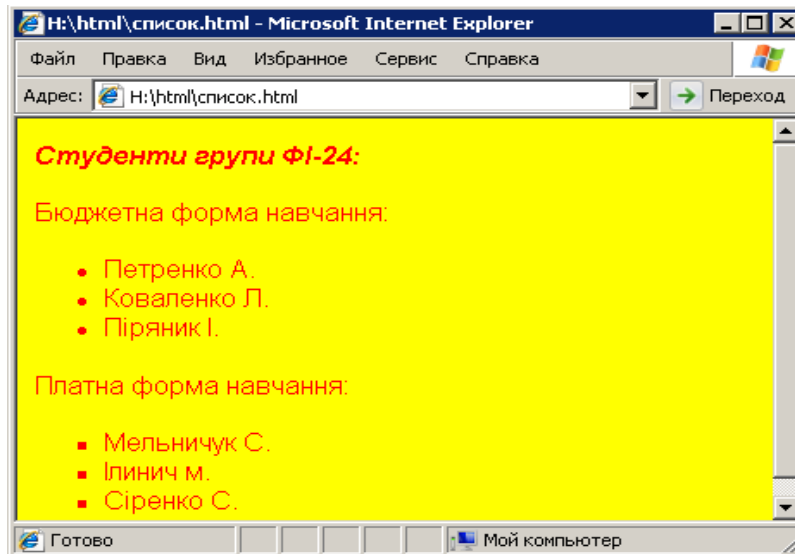 H:\html\список.html - Microsoft Internet Explorer
Файл Правка Вид Избранное Сервис Справка
Адрес: H:\html\список.html Переход
Студенти групи ФІ-24:
Бюджетна форма навчання:
Петренко А.
Коваленко Л.
Піряник І.
Платна форма навчання:
Мельничук С.
Ілинич м.
Сіренко С.
Готово Мой компьютер